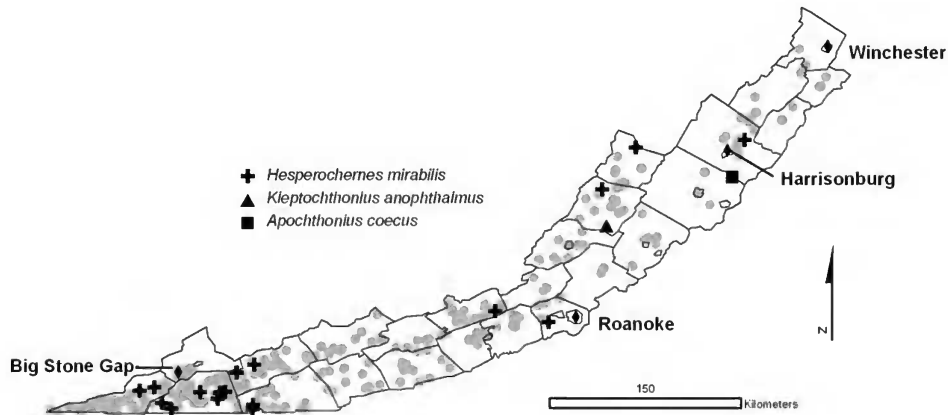 Winchester
Hesperochernes mirabilis
Kleptochthonius anophthalmus
Apochthonius coecus
Harrisonburg
N
Roanoke
Big Stone Gap
150
Kilometers